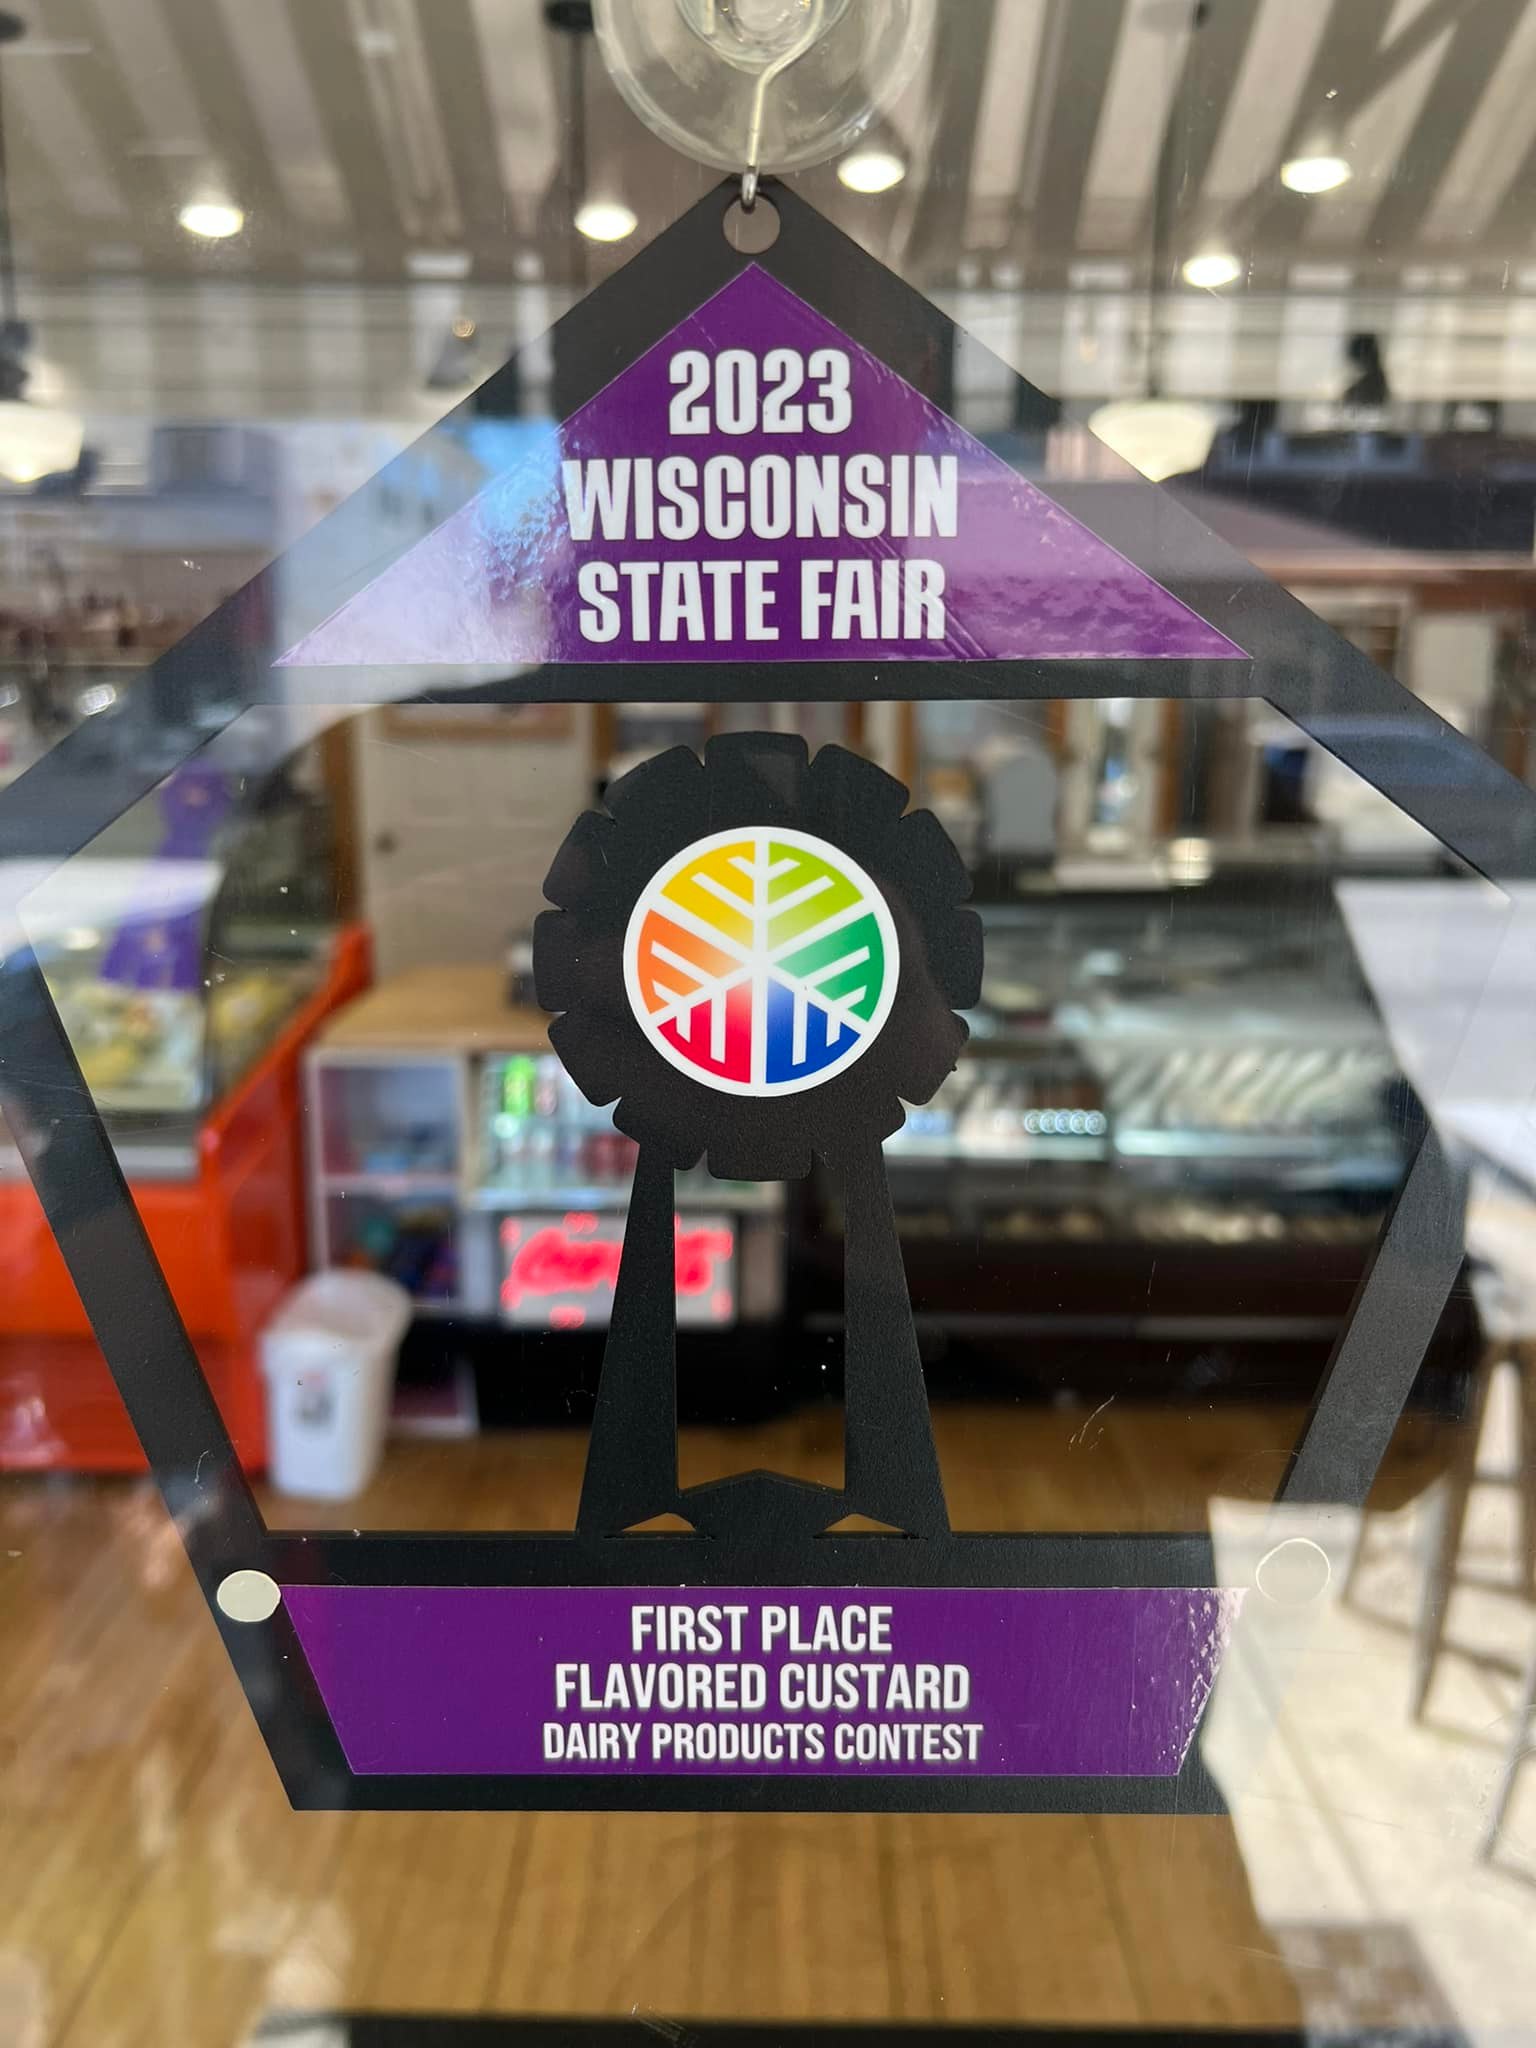 2023
WISCONSIN
STATE FAIR
FIRST PLACE
FLAVORED CUSTARD
DAIRY PRODUCTS CONTEST